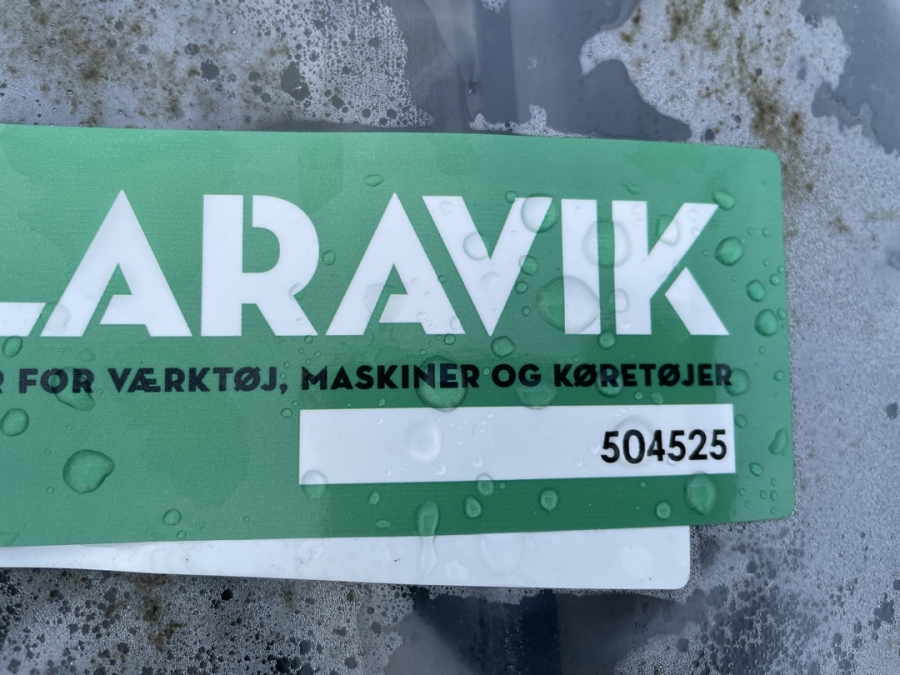 LARAVIK
R FOR VÆRKTØJ, MASKINER OG KØRETØJER
504525